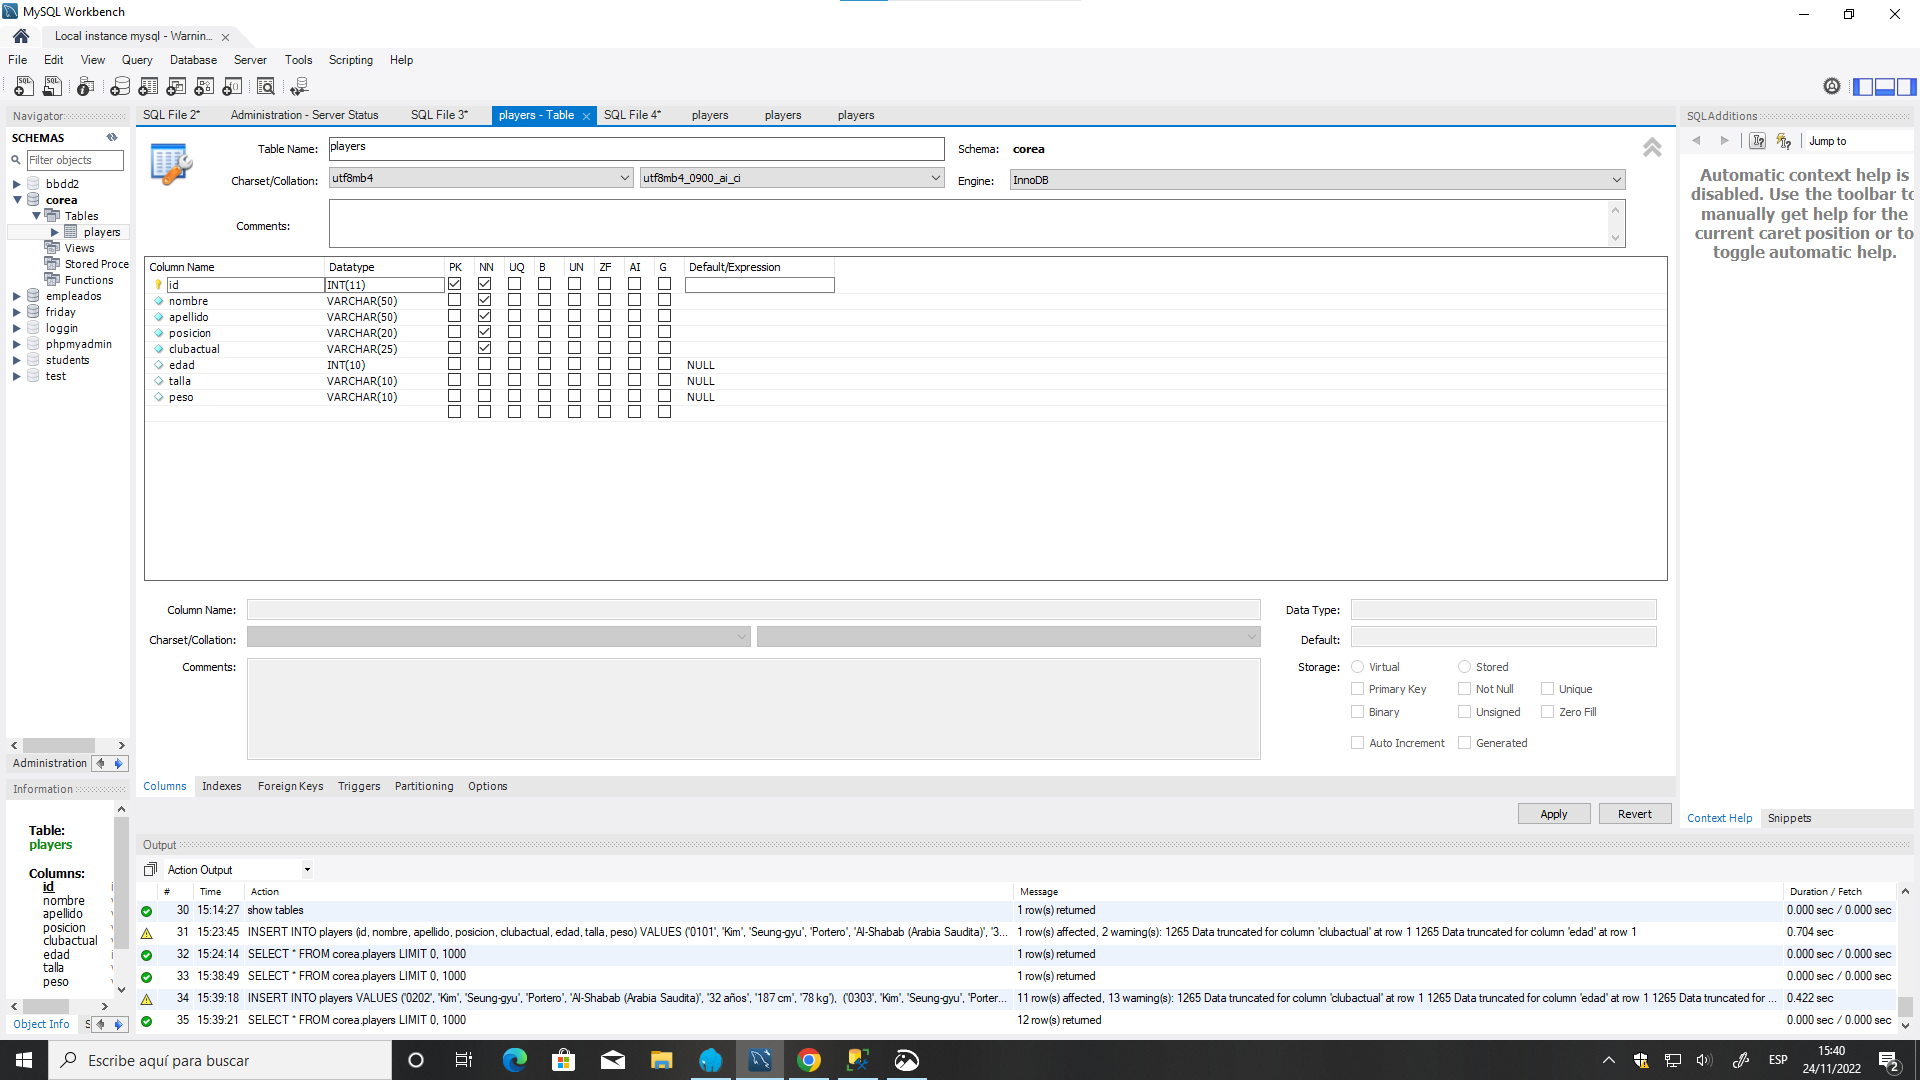 MySQL Workbench
Local instance mysql - Warnin...
File Edit View Query Database Server Tools Scripting Help
Navigator
SCHEMAS
Filter objects
bbdd2
corea
Tables
players
Views
Stored Proce
Functions
empleados
friday
loggin
phpmyadmin
students
test
Administration
Information
Table:
players
Columns:
id
nombre
apellido
posicion
clubactual
edad
talla
peso
Object Info S
SQL File 2* Administration - Server Status SQL File 3* players - Table SQL File 4* players players players
Table Name: players Schema: corea
Charset/Collation: utf8mb4 utf8mb4_0900_ai_ci Engine: InnoDB
Comments:
Column Name Datatype PK NN UQ B UN ZF AI G Default/Expression
id INT(11)
nombre VARCHAR(50)
apellido VARCHAR(50)
posicion VARCHAR(20)
clubactual VARCHAR(25)
edad INT(10) NULL
talla VARCHAR(10) NULL
peso VARCHAR(10) NULL
Column Name: Data Type:
Charset/Collation: Default:
Comments: Storage: Virtual Stored
Primary Key Not Null Unique
Binary Unsigned Zero Fill
Auto Increment Generated
Columns Indexes Foreign Keys Triggers Partitioning Options
Apply Revert
SQLAdditions
Jump to
Automatic context help is
disabled. Use the toolbar to
manually get help for the
current caret position or to
toggle automatic help.
Context Help Snippets
Output
Action Output
# Time Action Message Duration / Fetch
30 15:14:27 show tables 1 row(s) returned 0.000 sec / 0.000 sec
31 15:23:45 INSERT INTO players (id, nombre, apellido, posicion, clubactual, edad, talla, peso) VALUES ('0101', 'Kim', 'Seung-gyu', 'Portero', 'Al-Shabab (Arabia Saudita)', '3... 1 row(s) affected, 2 warning(s): 1265 Data truncated for column 'clubactual' at row 1 1265 Data truncated for column 'edad' at row 1 0.704 sec
32 15:24:14 SELECT * FROM corea.players LIMIT 0, 1000 1 row(s) returned 0.000 sec / 0.000 sec
33 15:38:49 SELECT * FROM corea.players LIMIT 0, 1000 1 row(s) returned 0.000 sec / 0.000 sec
34 15:39:18 INSERT INTO players VALUES ('0202', 'Kim', 'Seung-gyu', 'Portero', 'Al-Shabab (Arabia Saudita)', '32 años', '187 cm', '78 kg'), ('0303', 'Kim', 'Seung-gyu', 'Porter... 11 row(s) affected, 13 warning(s): 1265 Data truncated for column 'clubactual' at row 1 1265 Data truncated for column 'edad' at row 1 1265 Data truncated for ... 0.422 sec
35 15:39:21 SELECT * FROM corea.players LIMIT 0, 1000 12 row(s) returned 0.000 sec / 0.000 sec
Escribe aquí para buscar
ESP
15:40
24/11/2022
2